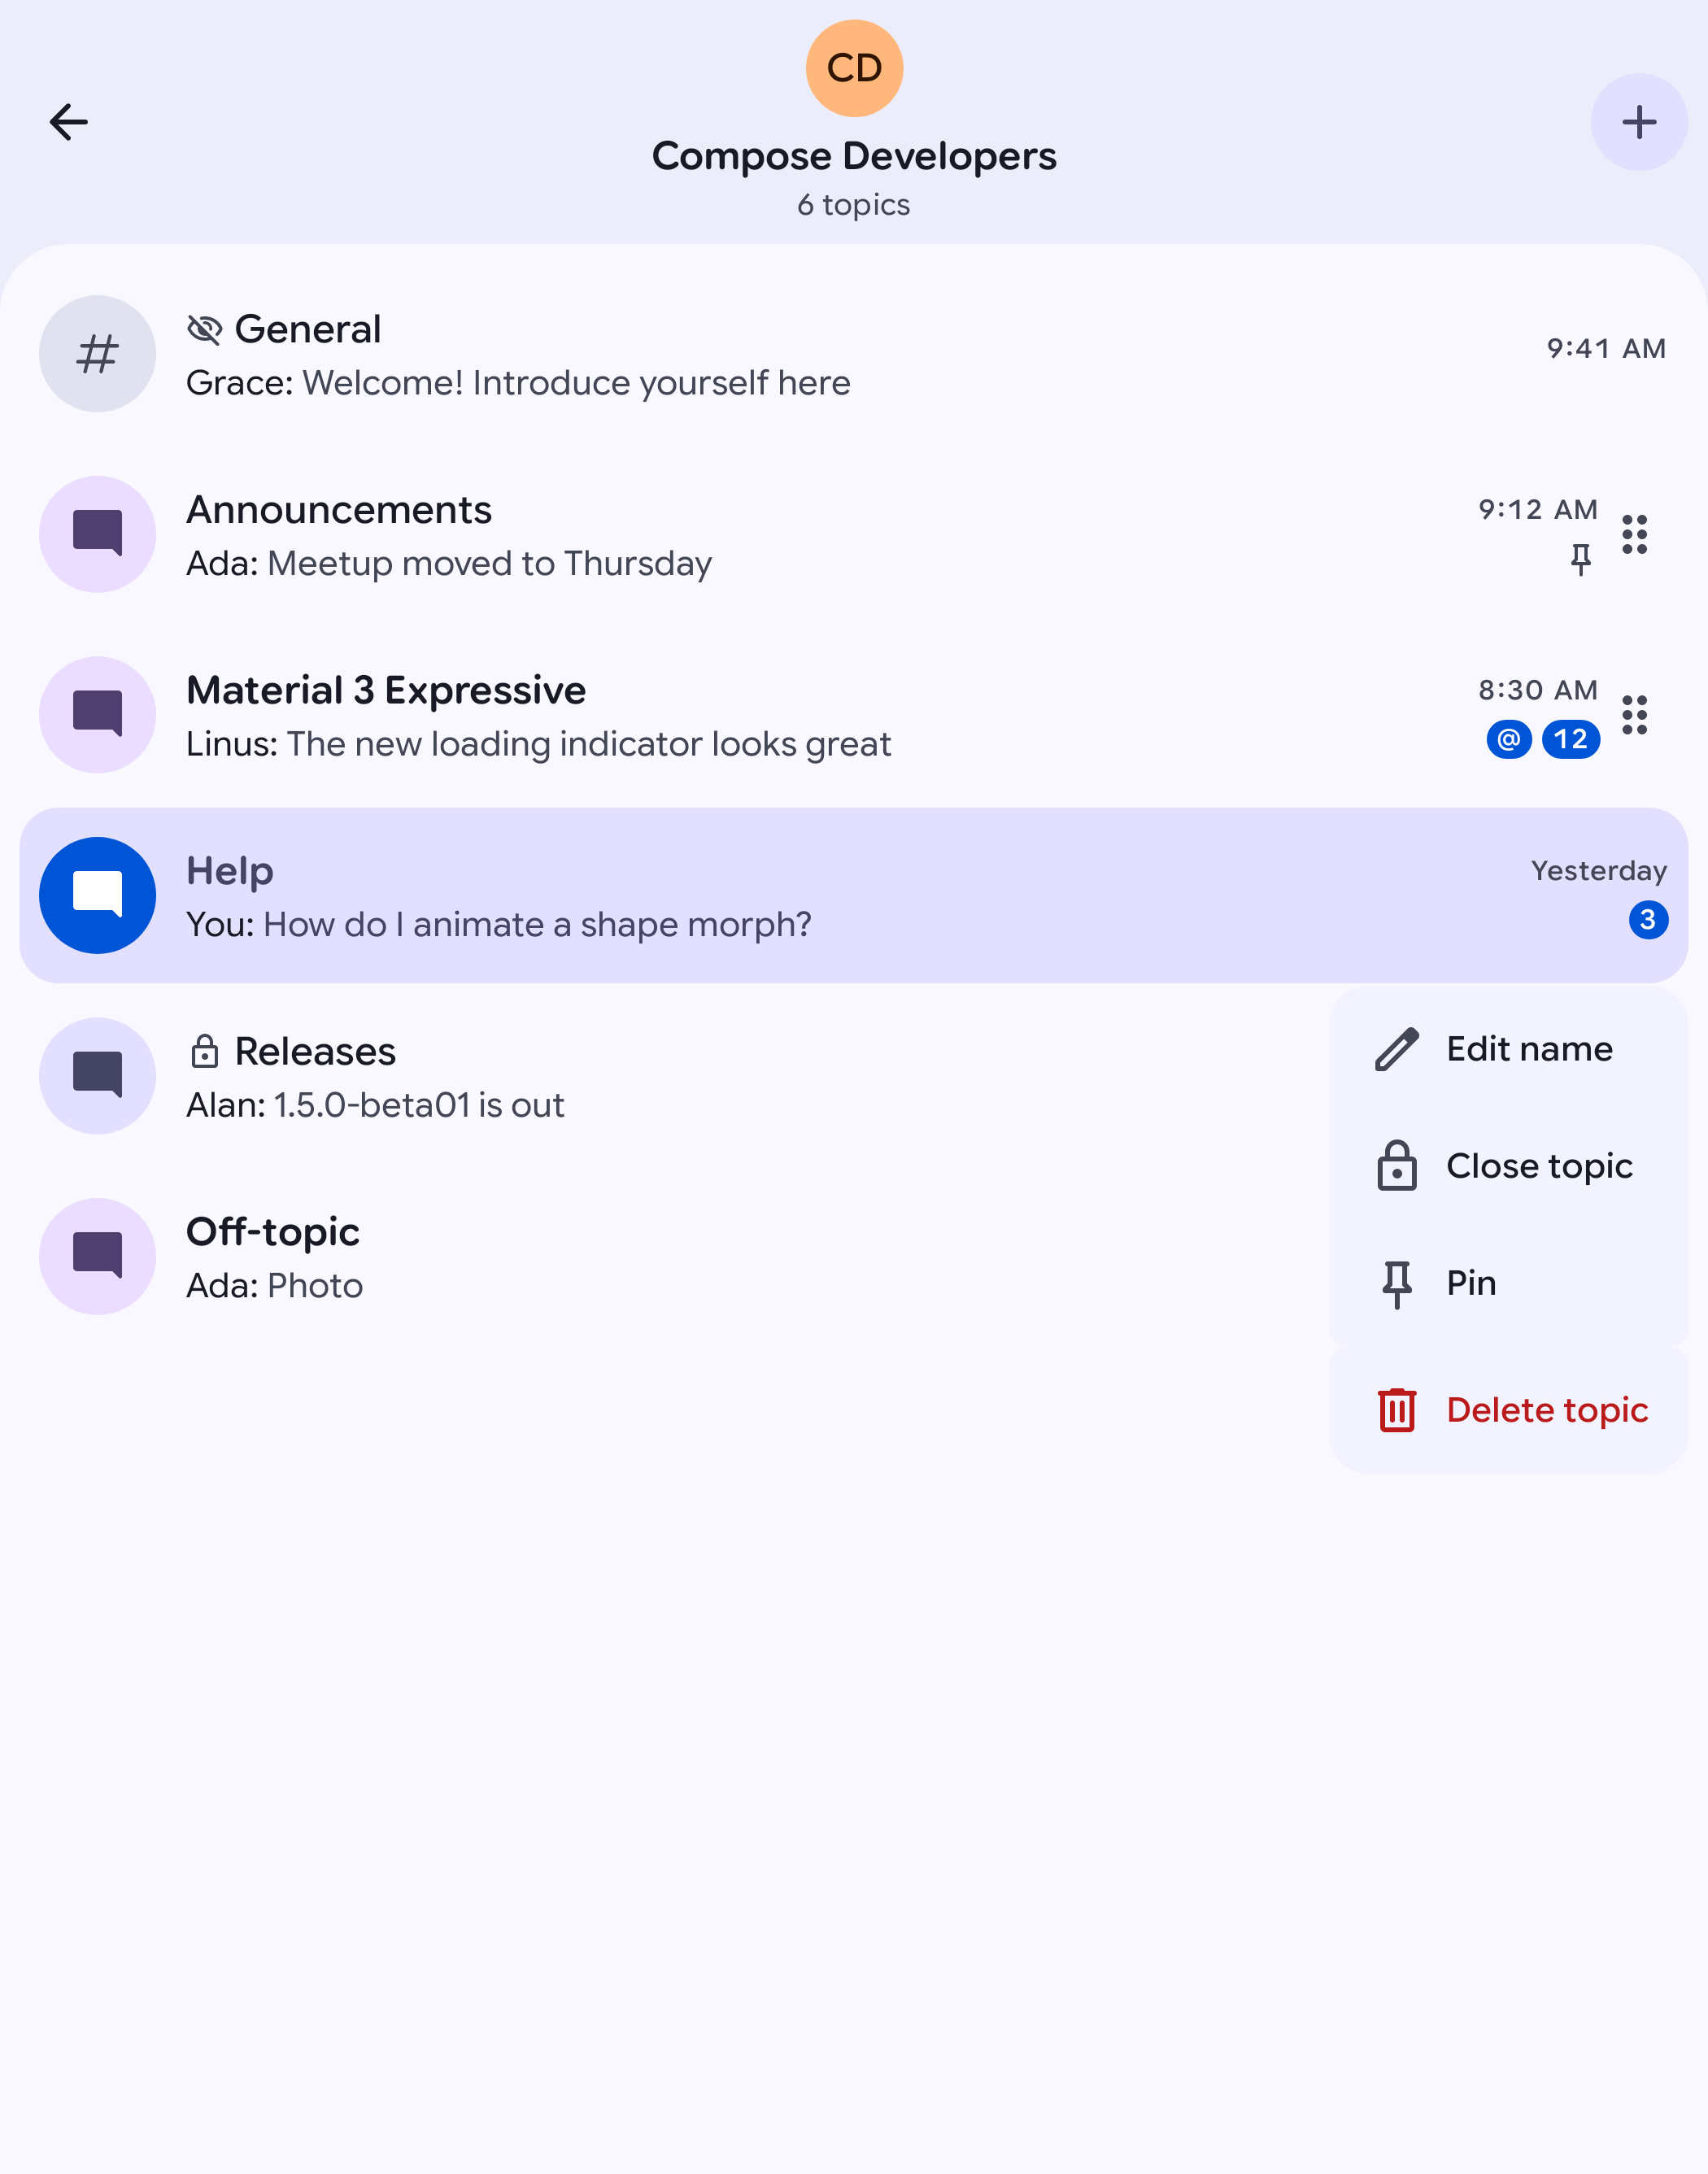 CD
Compose Developers
6 topics
#
General
9:41 AM
Grace: Welcome! Introduce yourself here
Announcements
9:12 AM
Ada: Meetup moved to Thursday
Material 3 Expressive
8:30 AM
Linus: The new loading indicator looks great
@ 12
Help
Yesterday
You: How do I animate a shape morph?
3
Releases
Alan: 1.5.0-beta01 is out
Off-topic
Ada: Photo
Edit name
Close topic
Pin
Delete topic